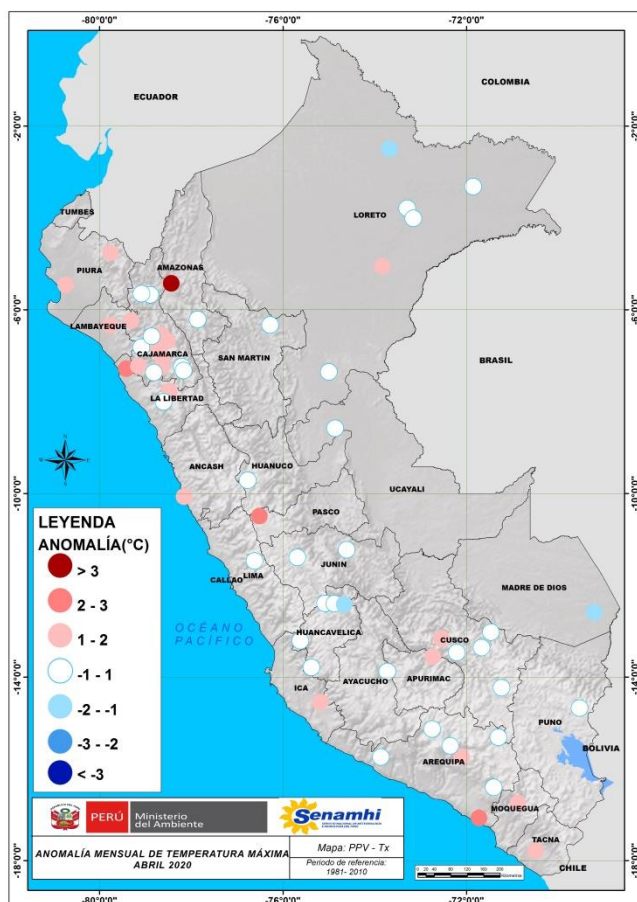 -80°0'0"
-76°0'0"
-72°0'0"
ECUADOR
COLOMBIA
-2°0'0"
-2°0'0"
LORETO
TUMBES
PIURA
AMAZONAS
-6°0'0"
-6°0'0"
LAMBAYEQUE
CAJAMARCA
SAN MARTIN
BRASIL
LA LIBERTAD
ANCASH
HUANUCO
UCAYALI
-10°0'0"
-10°0'0"
PASCO
LEYENDA
ANOMALÍA(°C)
> 3
2 - 3
1 - 2
-1 - 1
-2 - -1
-3 - -2
< -3
JUNIN
CALLAO
LIMA
MADRE DE DIOS
OCÉANO
PACÍFICO
HUANCAVELICA
CUSCO
-14°0'0"
-14°0'0"
ICA
AYACUCHO
APURIMAC
PUNO
BOLIVIA
AREQUIPA
MOQUEGUA
TACNA
CHILE
PERÚ
Ministerio
del Ambiente
Senamhi
ANOMALÍA MENSUAL DE TEMPERATURA MÁXIMA
ABRIL 2020
Mapa: PPV - Tx
Periodo de referencia:
1981- 2010
-18°0'0"
-18°0'0"
-80°0'0"
-76°0'0"
-72°0'0"